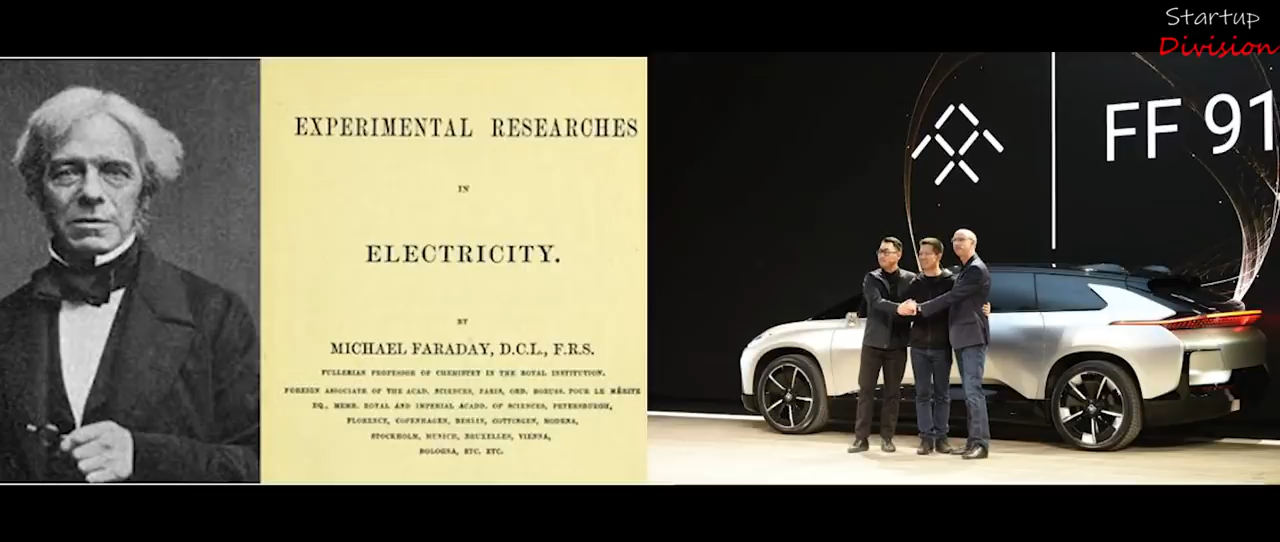 Startup
Division
EXPERIMENTAL RESEARCHES
IN
ELECTRICITY.
BY
MICHAEL FARADAY, D.C.L., F.R.S.
FULLERIAN PROFESSOR OF CHEMISTRY IN THE ROYAL INSTITUTION.
FOREIGN ASSOCIATE OF THE ACAD. SCIENCES, PARIS, ORD. BORUSS. POUR LE MÉRITE
EQ., MEMB. ROYAL AND IMPERIAL ACADD. OF SCIENCES, PETERSBURGH,
FLORENCE, COPENHAGEN, BERLIN, GOTTINGEN, MODENA,
STOCKHOLM, MUNICH, BRUXELLES, VIENNA,
BOLOGNA, ETC. ETC.
FF 91